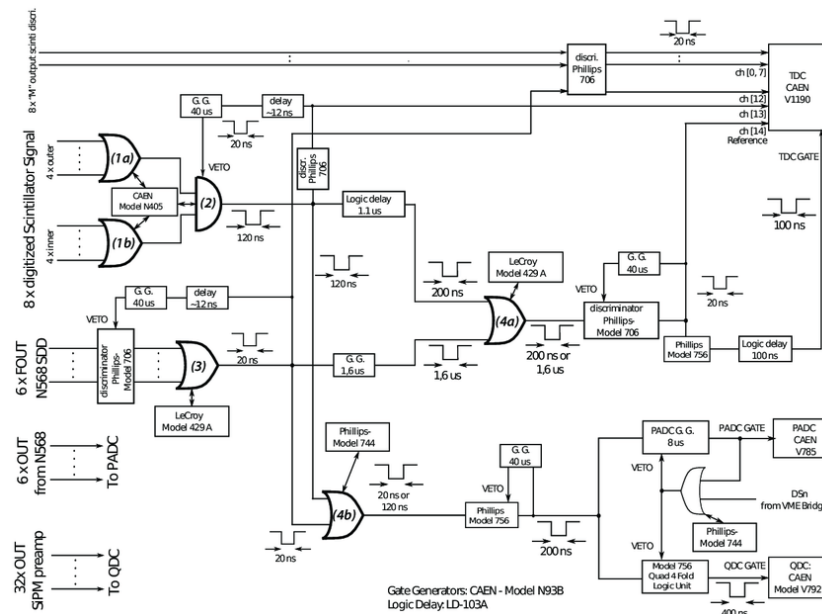 8x "M" output scinti discri.
20 ns
discri.
Phillips
706
ch [0, 7]
TDC
CAEN
V1190
ch [12]
ch [13]
ch [14]
Reference
TDC GATE
G. G.
40 us
delay
~12 ns
20 ns
VETO
8 x digitized Scintillator Signal
4 x outer
(1a)
CAEN
Model N405
(2)
4 x inner
(1b)
120 ns
discri.
Phillips
706
Logic delay
1.1 us
120 ns
200 ns
LeCroy
Model 429 A
(4a)
G. G.
40 us
VETO
discriminator
Phillips-
Model 706
20 ns
100 ns
200 ns or
1,6 us
Phillips
Model 756
Logic delay
100 ns
G. G.
40 us
delay
~12 ns
VETO
6 x FOUT
N568 SDD
discriminator
Phillips-
Model 706
(3)
20 ns
LeCroy
Model 429 A
G. G.
1,6 us
1,6 us
6 x OUT
from N568
To PADC
Phillips-
Model 744
20 ns or
120 ns
(4b)
20 ns
G. G.
40 us
VETO
Phillips
Model 756
200 ns
PADC G. G.
8 us
PADC GATE
PADC
CAEN
V785
VETO
DSn
from VME Bridge
Phillips-
Model 744
VETO
Model 756
Quad 4 Fold
Logic Unit
QDC GATE
QDC:
CAEN
Model V792
400 ns
32x OUT
SiPM preamp
To QDC
Gate Generators: CAEN - Model N93B
Logic Delay: LD-103A